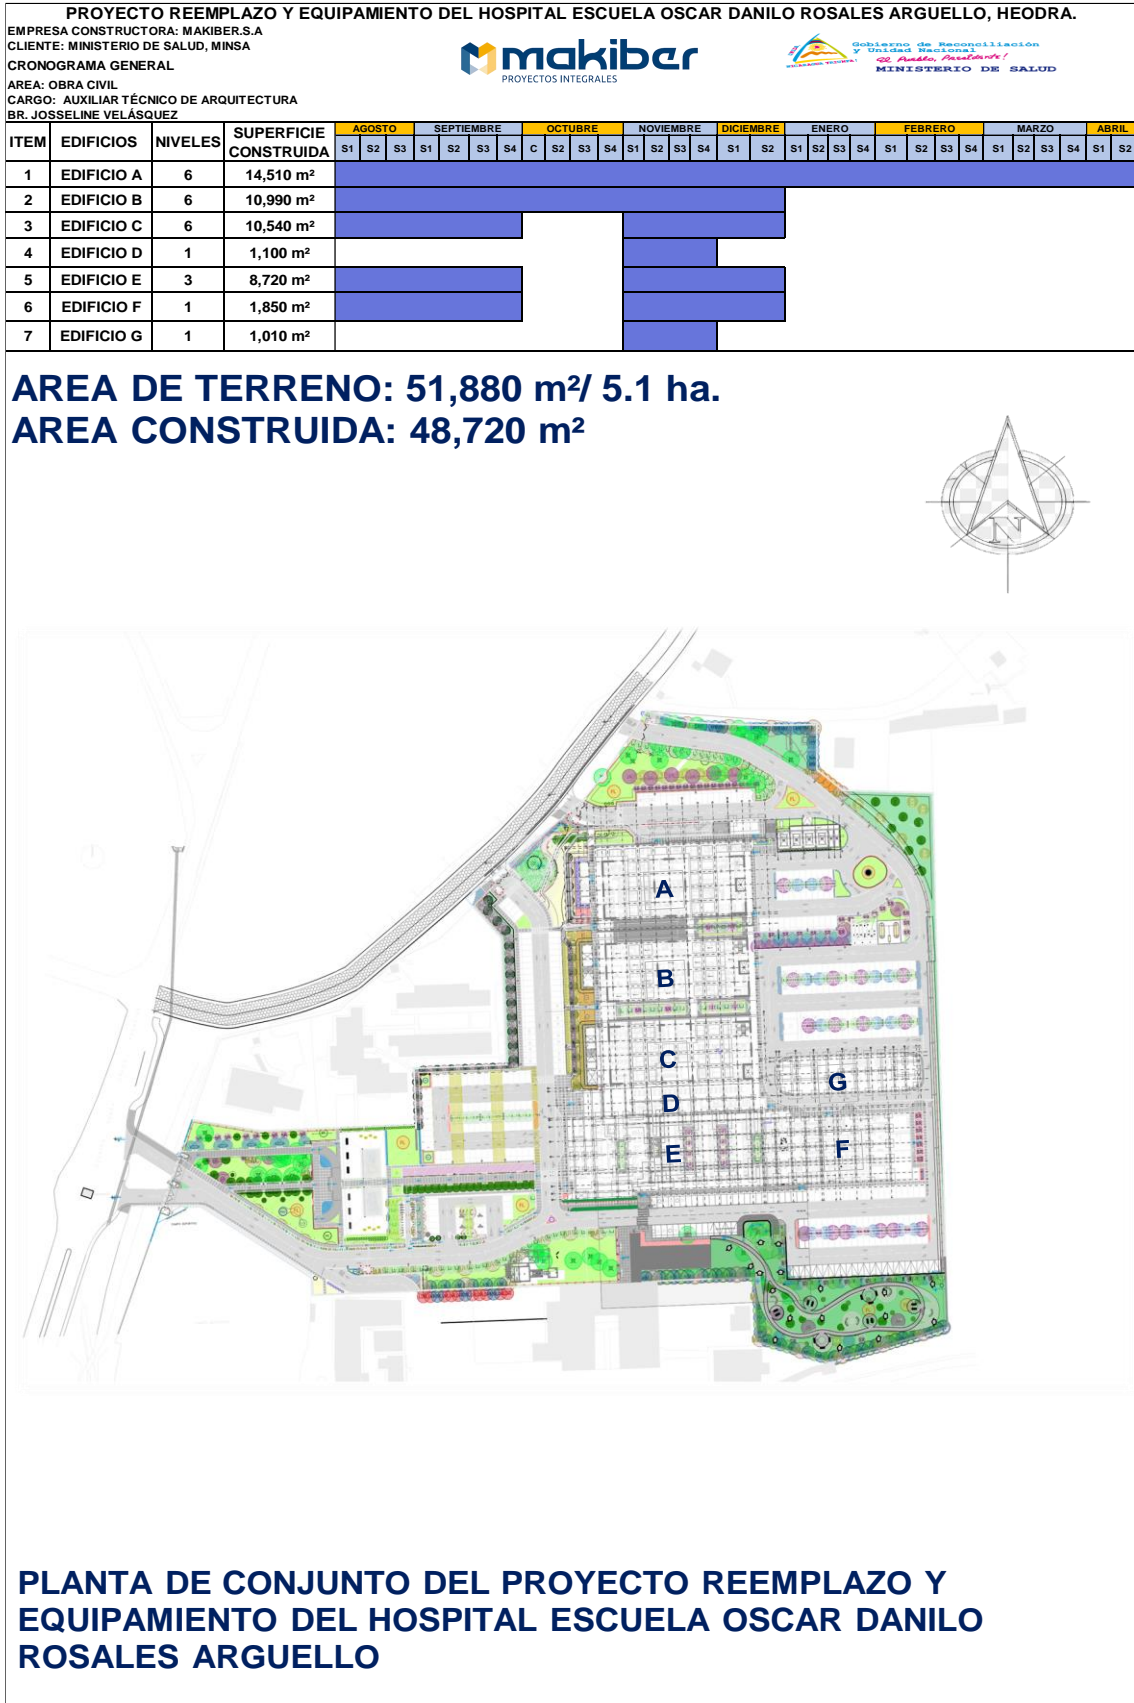 PROYECTO REEMPLAZO Y EQUIPAMIENTO DEL HOSPITAL ESCUELA OSCAR DANILO ROSALES ARGUELLO, HEODRA.
EMPRESA CONSTRUCTORA: MAKIBER.S.A
CLIENTE: MINISTERIO DE SALUD, MINSA
CRONOGRAMA GENERAL
AREA: OBRA CIVIL
CARGO: AUXILIAR TÉCNICO DE ARQUITECTURA
BR. JOSSELINE VELÁSQUEZ
makiber
PROYECTOS INTEGRALES
Gobierno de Reconciliación
y Unidad Nacional
El Pueblo, Presidente!
MINISTERIO DE SALUD
ITEM EDIFICIOS NIVELES SUPERFICIE CONSTRUIDA AGOSTO SEPTIEMBRE OCTUBRE NOVIEMBRE DICIEMBRE ENERO FEBRERO MARZO ABRIL
S1 S2 S3 S1 S2 S3 S4 C S2 S3 S4 S1 S2 S3 S4 S1 S2 S1 S2 S3 S4 S1 S2 S3 S4 S1 S2 S3 S4 S1 S2
1 EDIFICIO A 6 14,510 m²
2 EDIFICIO B 6 10,990 m²
3 EDIFICIO C 6 10,540 m²
4 EDIFICIO D 1 1,100 m²
5 EDIFICIO E 3 8,720 m²
6 EDIFICIO F 1 1,850 m²
7 EDIFICIO G 1 1,010 m²
AREA DE TERRENO: 51,880 m²/ 5.1 ha.
AREA CONSTRUIDA: 48,720 m²
N
A
B
C
G
D
E
F
PLANTA DE CONJUNTO DEL PROYECTO REEMPLAZO Y
EQUIPAMIENTO DEL HOSPITAL ESCUELA OSCAR DANILO
ROSALES ARGUELLO